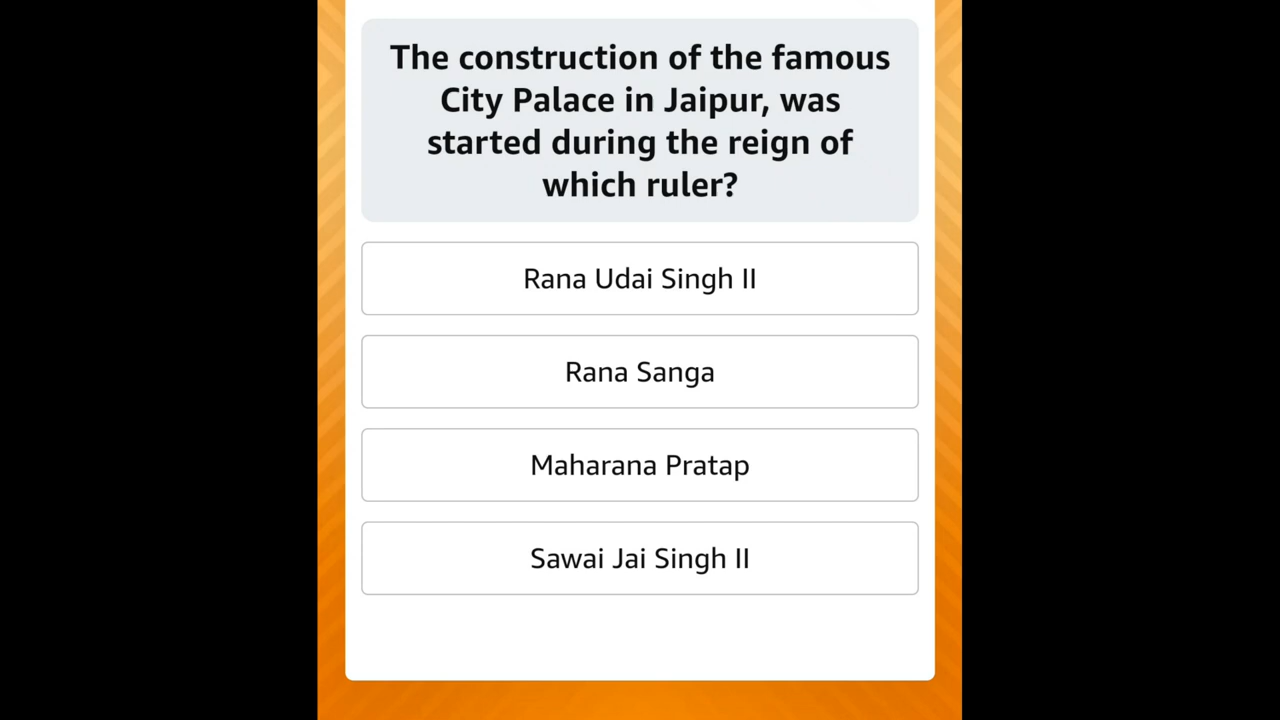 The construction of the famous
City Palace in Jaipur, was
started during the reign of
which ruler?
Rana Udai Singh II
Rana Sanga
Maharana Pratap
Sawai Jai Singh II